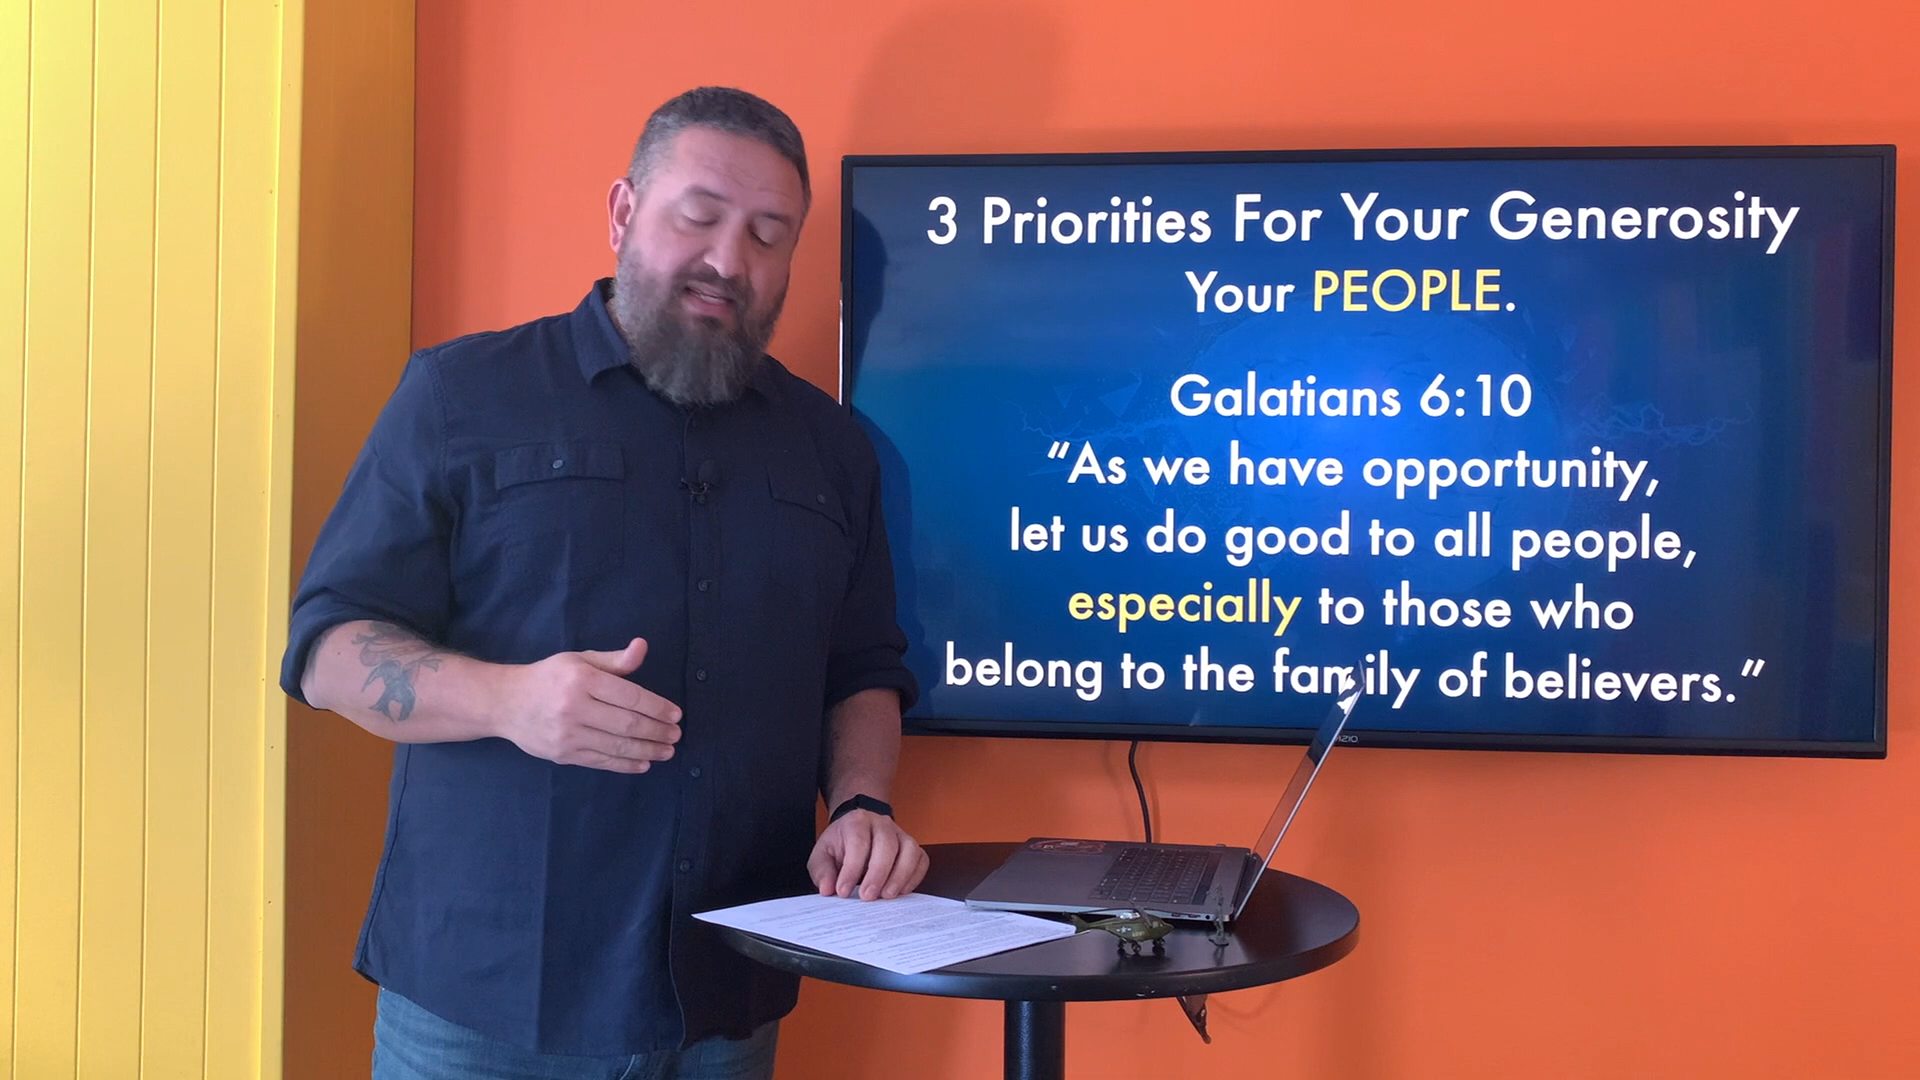 3 Priorities For Your Generosity
Your PEOPLE.
Galatians 6:10
“As we have opportunity,
let us do good to all people,
especially to those who
belong to the family of believers.”